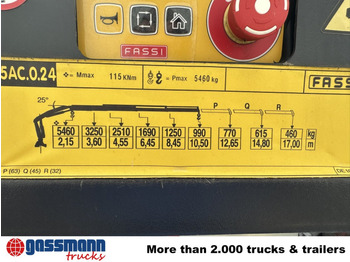 FASSI
5AC.0.24 Mmax 115 KNm Pmax 5460 kg
FASSI
25°
P Q R
5460 3250 2510 1690 1250 990 770 615 460 kg
2,15 3,60 4,55 6,45 8,45 10,50 12,65 14,80 17,00 m
P (63) Q (45) R (32)
gassmann
trucks
More than 2.000 trucks & trailers